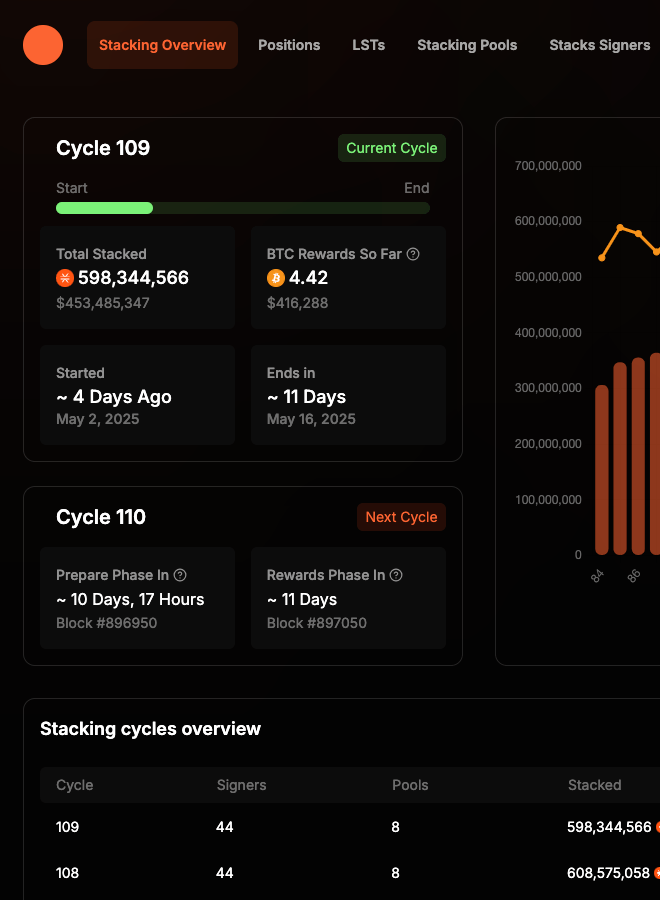 Stacking Overview Positions LSTs Stacking Pools Stacks Signers
Cycle 109 Current Cycle
Start End
Total Stacked BTC Rewards So Far
598,344,566 4.42
$453,485,347 $416,288
Started Ends in
~ 4 Days Ago ~ 11 Days
May 2, 2025 May 16, 2025
Cycle 110 Next Cycle
Prepare Phase In Rewards Phase In
~ 10 Days, 17 Hours ~ 11 Days
Block #896950 Block #897050
700,000,000
600,000,000
500,000,000
400,000,000
300,000,000
200,000,000
100,000,000
0
84 86
Stacking cycles overview
Cycle Signers Pools Stacked
109 44 8 598,344,566
108 44 8 608,575,058